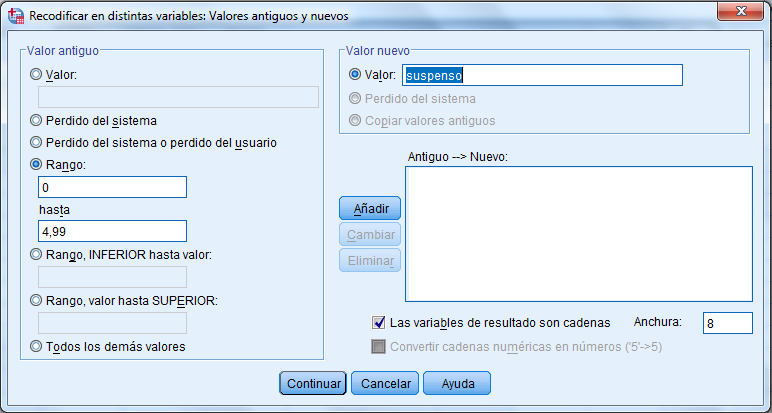 Recodificar en distintas variables: Valores antiguos y nuevos
Valor antiguo
Valor:
Perdido del sistema
Perdido del sistema o perdido del usuario
Rango:
0
hasta
4,99
Rango, INFERIOR hasta valor:
Rango, valor hasta SUPERIOR:
Todos los demás valores
Valor nuevo
Valor: suspenso
Perdido del sistema
Copiar valores antiguos
Antiguo --> Nuevo:
Añadir
Cambiar
Eliminar
Las variables de resultado son cadenas Anchura: 8
Convertir cadenas numéricas en números ('5'->5)
Continuar Cancelar Ayuda